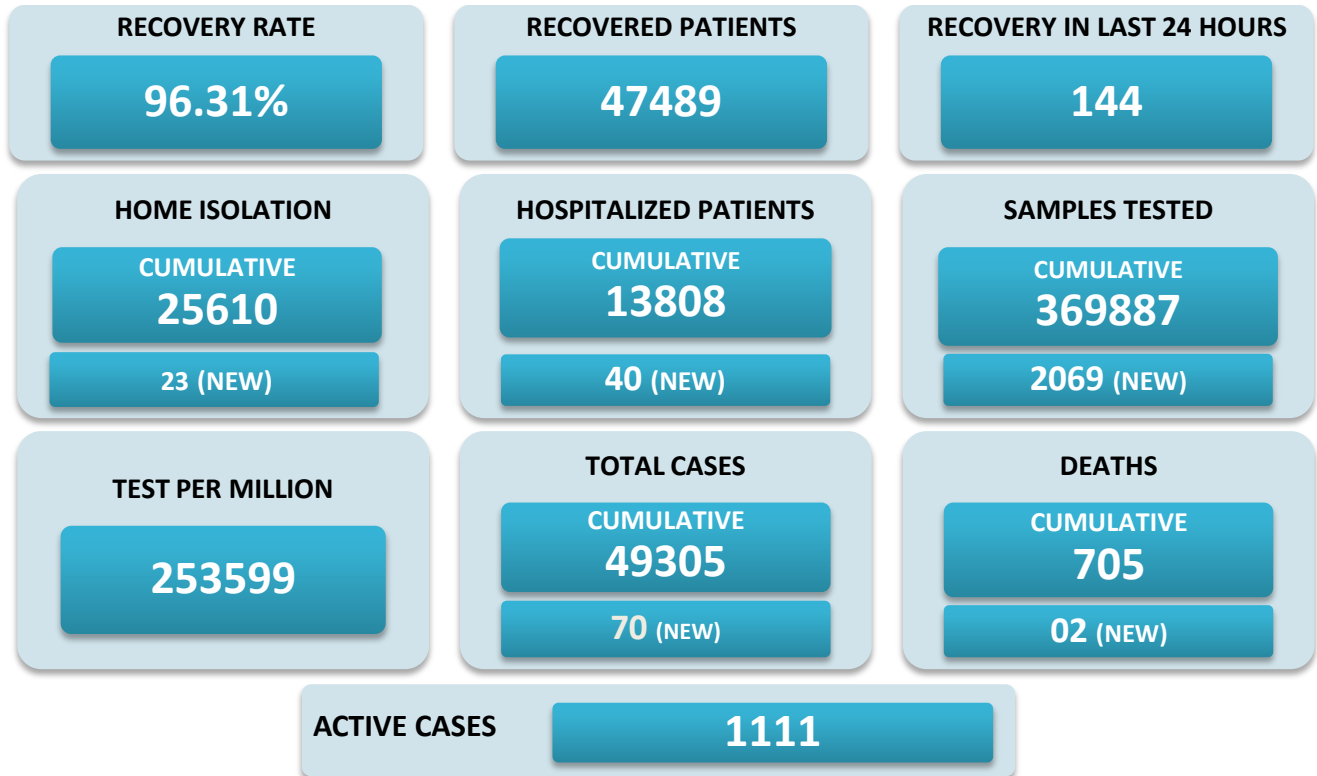 RECOVERY RATE
96.31%
RECOVERED PATIENTS
47489
RECOVERY IN LAST 24 HOURS
144
HOME ISOLATION
CUMULATIVE
25610
23 (NEW)
HOSPITALIZED PATIENTS
CUMULATIVE
13808
40 (NEW)
SAMPLES TESTED
CUMULATIVE
369887
2069 (NEW)
TEST PER MILLION
253599
TOTAL CASES
CUMULATIVE
49305
70 (NEW)
DEATHS
CUMULATIVE
705
02 (NEW)
ACTIVE CASES
1111